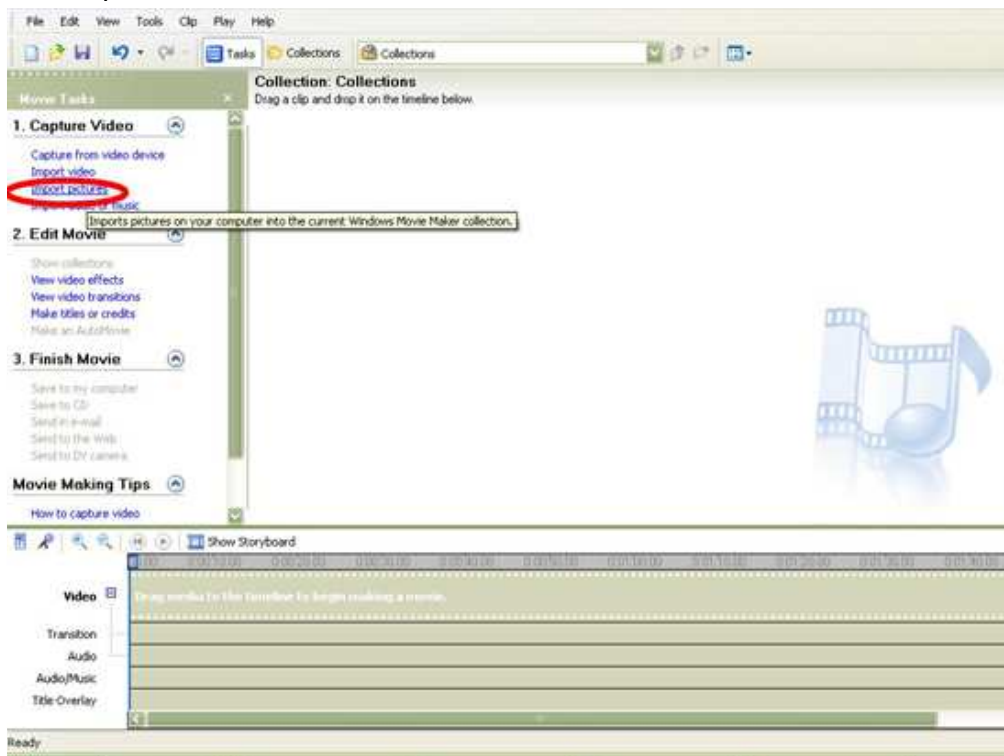 File Edit View Tools Clip Play Help
Tasks Collections Collections
Movie Tasks
Collection: Collections
Drag a clip and drop it on the timeline below.
1. Capture Video
Capture from video device
Import video
Import pictures
Import audio or music
Imports pictures on your computer into the current Windows Movie Maker collection.
2. Edit Movie
Show collections
View video effects
View video transitions
Make titles or credits
Make an AutoMovie
3. Finish Movie
Save to my computer
Save to CD
Send in e-mail
Send to the Web
Send to DV camera
Movie Making Tips
How to capture video
Show Storyboard
Video
Drag media to the timeline to begin making a movie.
Transition
Audio
Audio/Music
Title Overlay
Ready